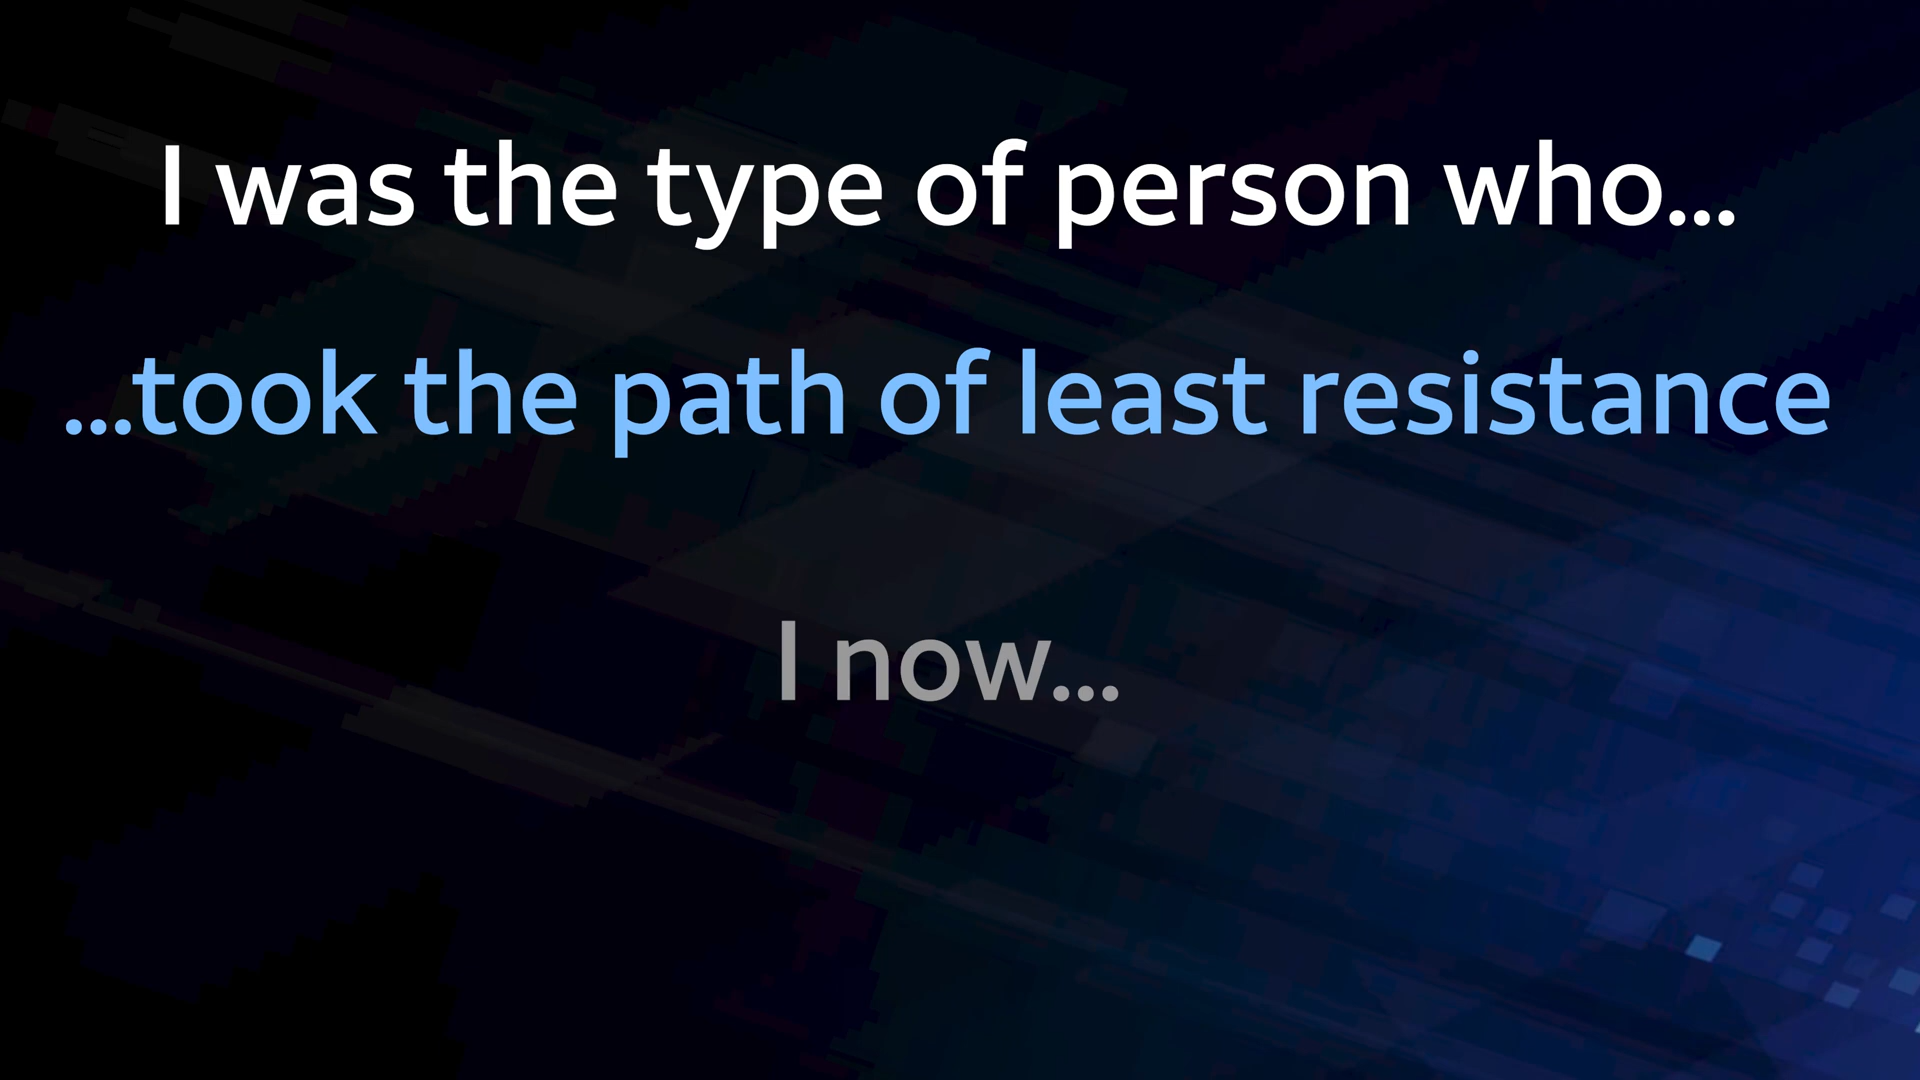 I was the type of person who...
...took the path of least resistance
I now...